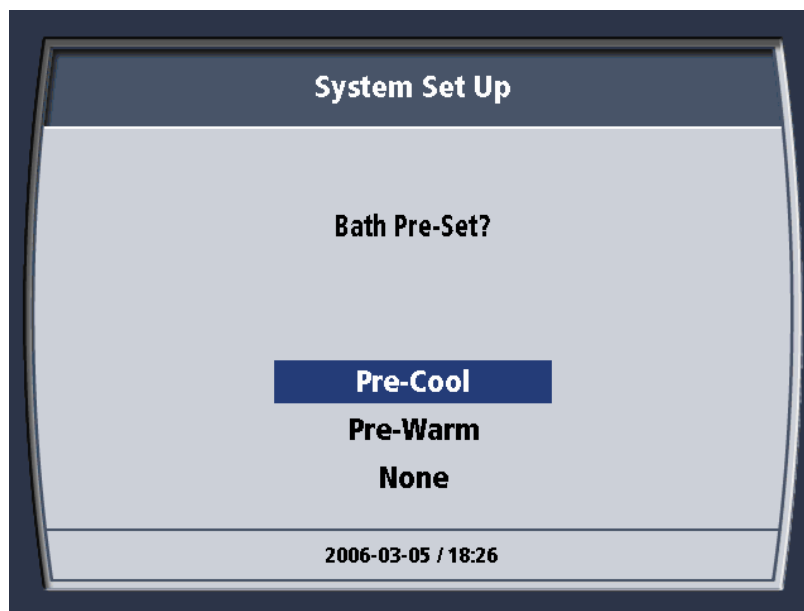 System Set Up
Bath Pre-Set?
Pre-Cool
Pre-Warm
None
2006-03-05 / 18:26